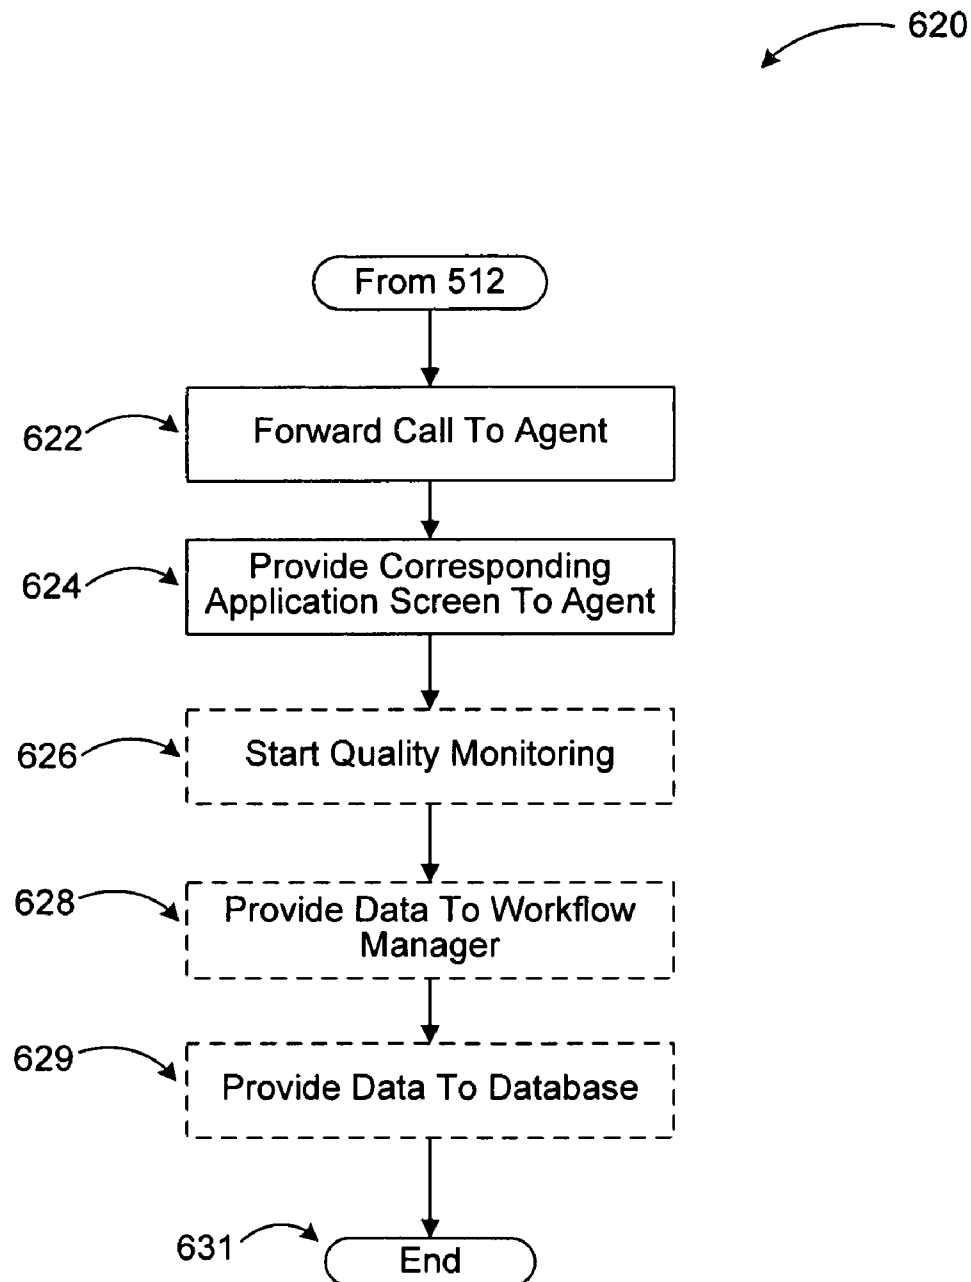 620
From 512
622
Forward Call To Agent
624
Provide Corresponding
Application Screen To Agent
626
Start Quality Monitoring
628
Provide Data To Workflow
Manager
629
Provide Data To Database
631
End